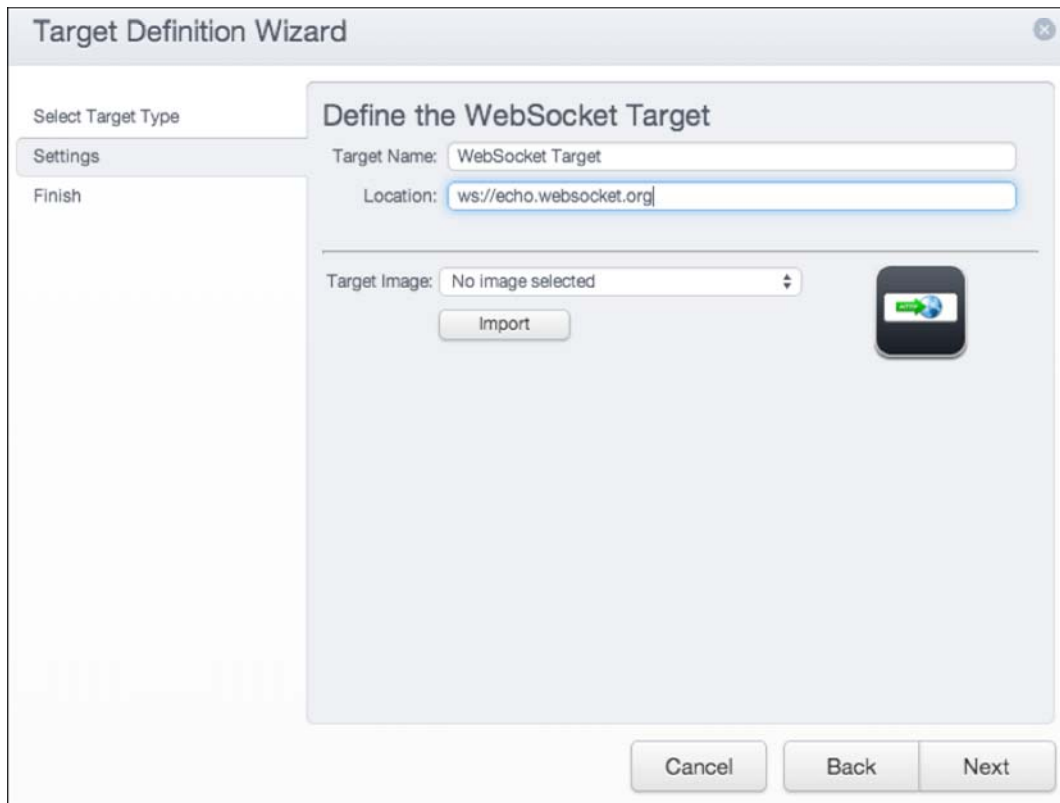 Target Definition Wizard
Select Target Type
Settings
Finish
Define the WebSocket Target
Target Name: WebSocket Target
Location: ws://echo.websocket.org
Target Image: No image selected
Import
HTTP
Cancel
Back
Next